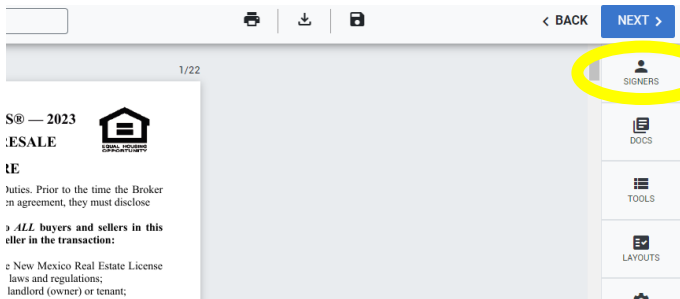 < BACK NEXT >
SIGNERS
1/22
S® — 2023
EQUAL HOUSING
OPPORTUNITY
DOCS
ESALE
RE
Duties. Prior to the time the Broker
en agreement, they must disclose
TOOLS
o ALL buyers and sellers in this
eller in the transaction:
LAYOUTS
e New Mexico Real Estate License
laws and regulations;
landlord (owner) or tenant;